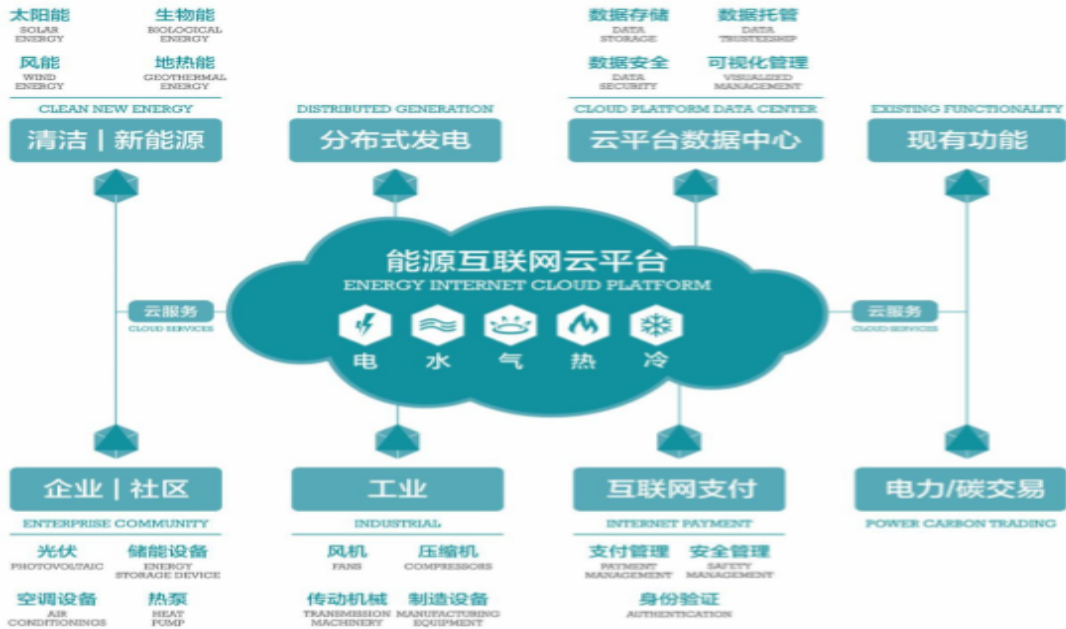 太阳能 生物能 数据存储 数据托管
SOLAR ENERGY BIOLOGICAL ENERGY DATA STORAGE DATA TRUSTEESHIP
风能 地热能 数据安全 可视化管理
WIND ENERGY GEOTHERMAL ENERGY DATA SECURITY VISUALIZED MANAGEMENT
CLEAN NEW ENERGY DISTRIBUTED GENERATION CLOUD PLATFORM DATA CENTER EXISTING FUNCTIONALITY
清洁 | 新能源 分布式发电 云平台数据中心 现有功能
能源互联网云平台
ENERGY INTERNET CLOUD PLATFORM
云服务 云服务
CLOUD SERVICES CLOUD SERVICES
电 水 气 热 冷
企业 | 社区 工业 互联网支付 电力/碳交易
ENTERPRISE COMMUNITY INDUSTRIAL INTERNET PAYMENT POWER CARBON TRADING
光伏 储能设备 风机 压缩机 支付管理 安全管理
PHOTOVOLTAIC ENERGY STORAGE DEVICE FANS COMPRESSORS PAYMENT MANAGEMENT SAFETY MANAGEMENT
空调设备 热泵 传动机械 制造设备 身份验证
AIR CONDITIONINGS HEAT PUMP TRANSMISSION MACHINERY MANUFACTURING EQUIPMENT AUTHENTICATION